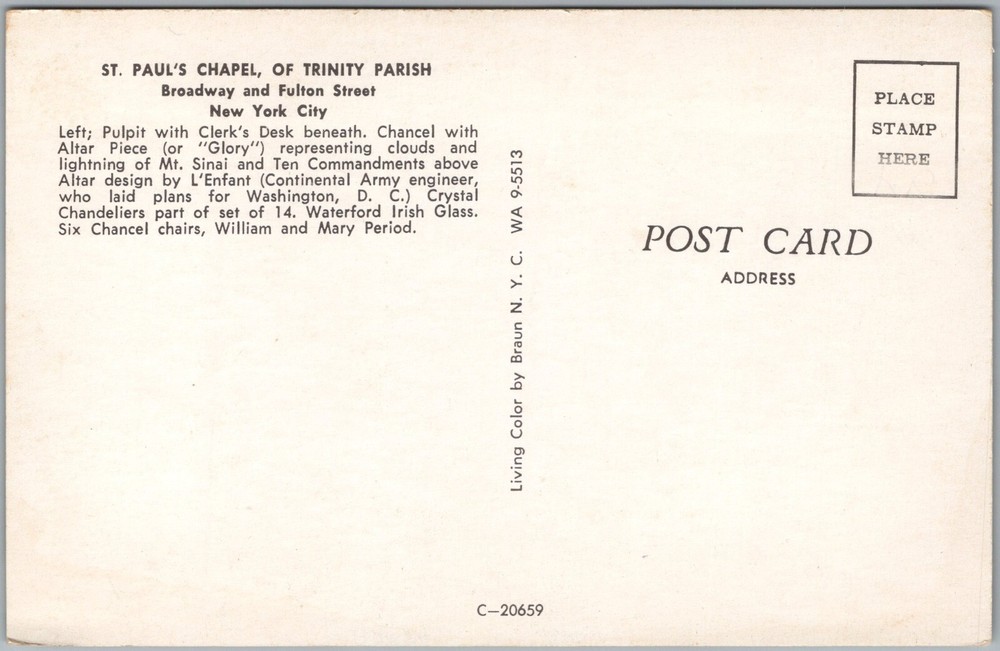 ST. PAUL'S CHAPEL, OF TRINITY PARISH
Broadway and Fulton Street
New York City
Left; Pulpit with Clerk's Desk beneath. Chancel with
Altar Piece (or "Glory") representing clouds and
lightning of Mt. Sinai and Ten Commandments above
Altar design by L'Enfant (Continental Army engineer,
who laid plans for Washington, D. C.) Crystal
Chandeliers part of set of 14. Waterford Irish Glass.
Six Chancel chairs, William and Mary Period.
Living Color by Braun N. Y. C. WA 9-5513
PLACE
STAMP
HERE
POST CARD
ADDRESS
C—20659